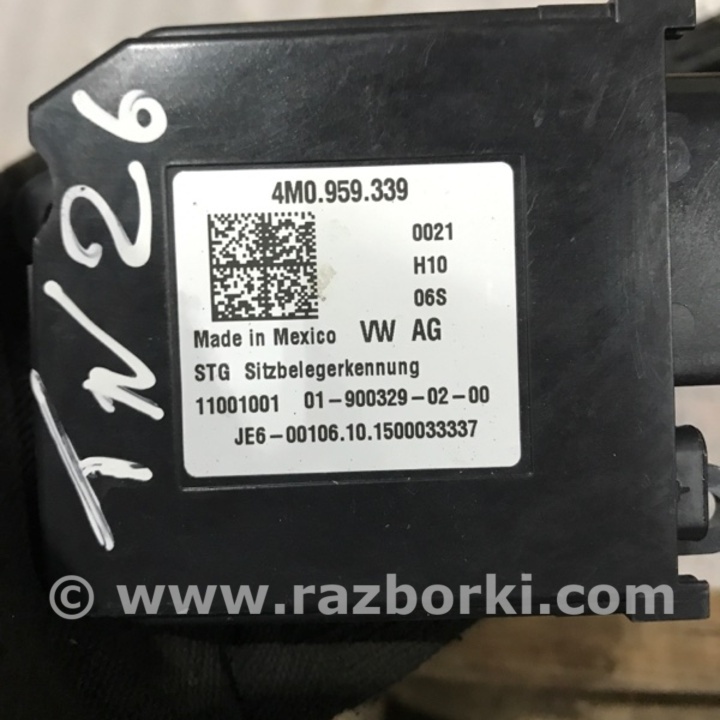 TN26
4M0.959.339
0021
H10
06S
Made in Mexico VW AG
STG Sitzbelegerkennung
11001001 01-900329-02-00
JE6-00106.10.1500033337
© www.razborki.com